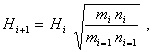 H_{i+1} = H_i \sqrt{\frac{m_i n_i}{m_{i=1} n_{i=1}}} ,